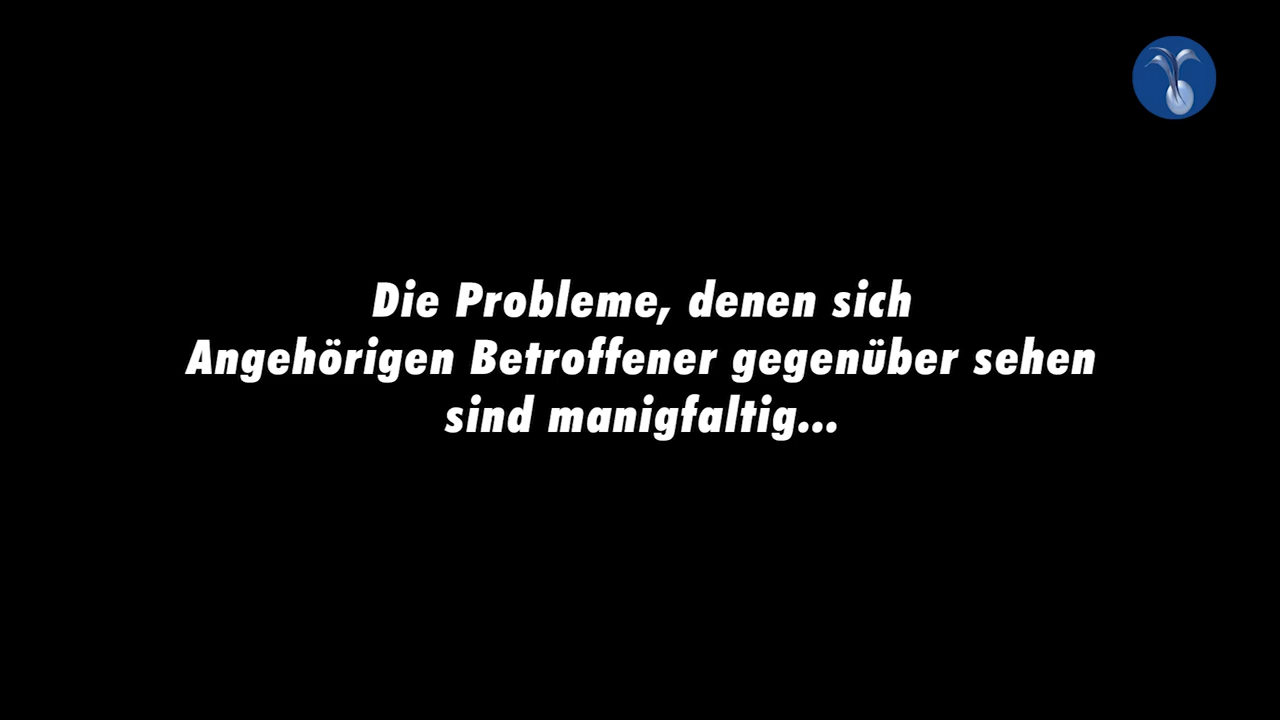 Die Probleme, denen sich
Angehörigen Betroffener gegenüber sehen
sind manigfaltig...